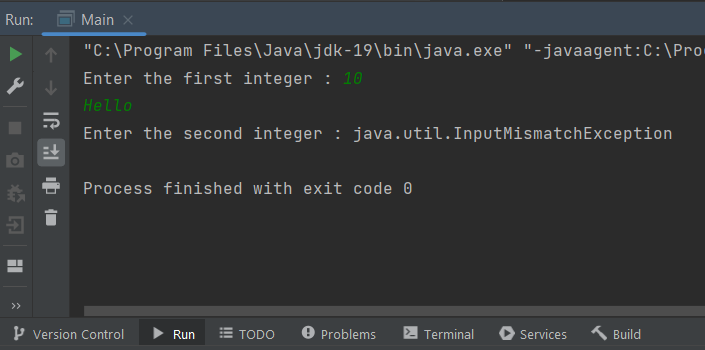 Run: Main
"C:\Program Files\Java\jdk-19\bin\java.exe" "-javaagent:C:\Pro
Enter the first integer : 10
Hello
Enter the second integer : java.util.InputMismatchException
Process finished with exit code 0
Version Control Run TODO Problems Terminal Services Build